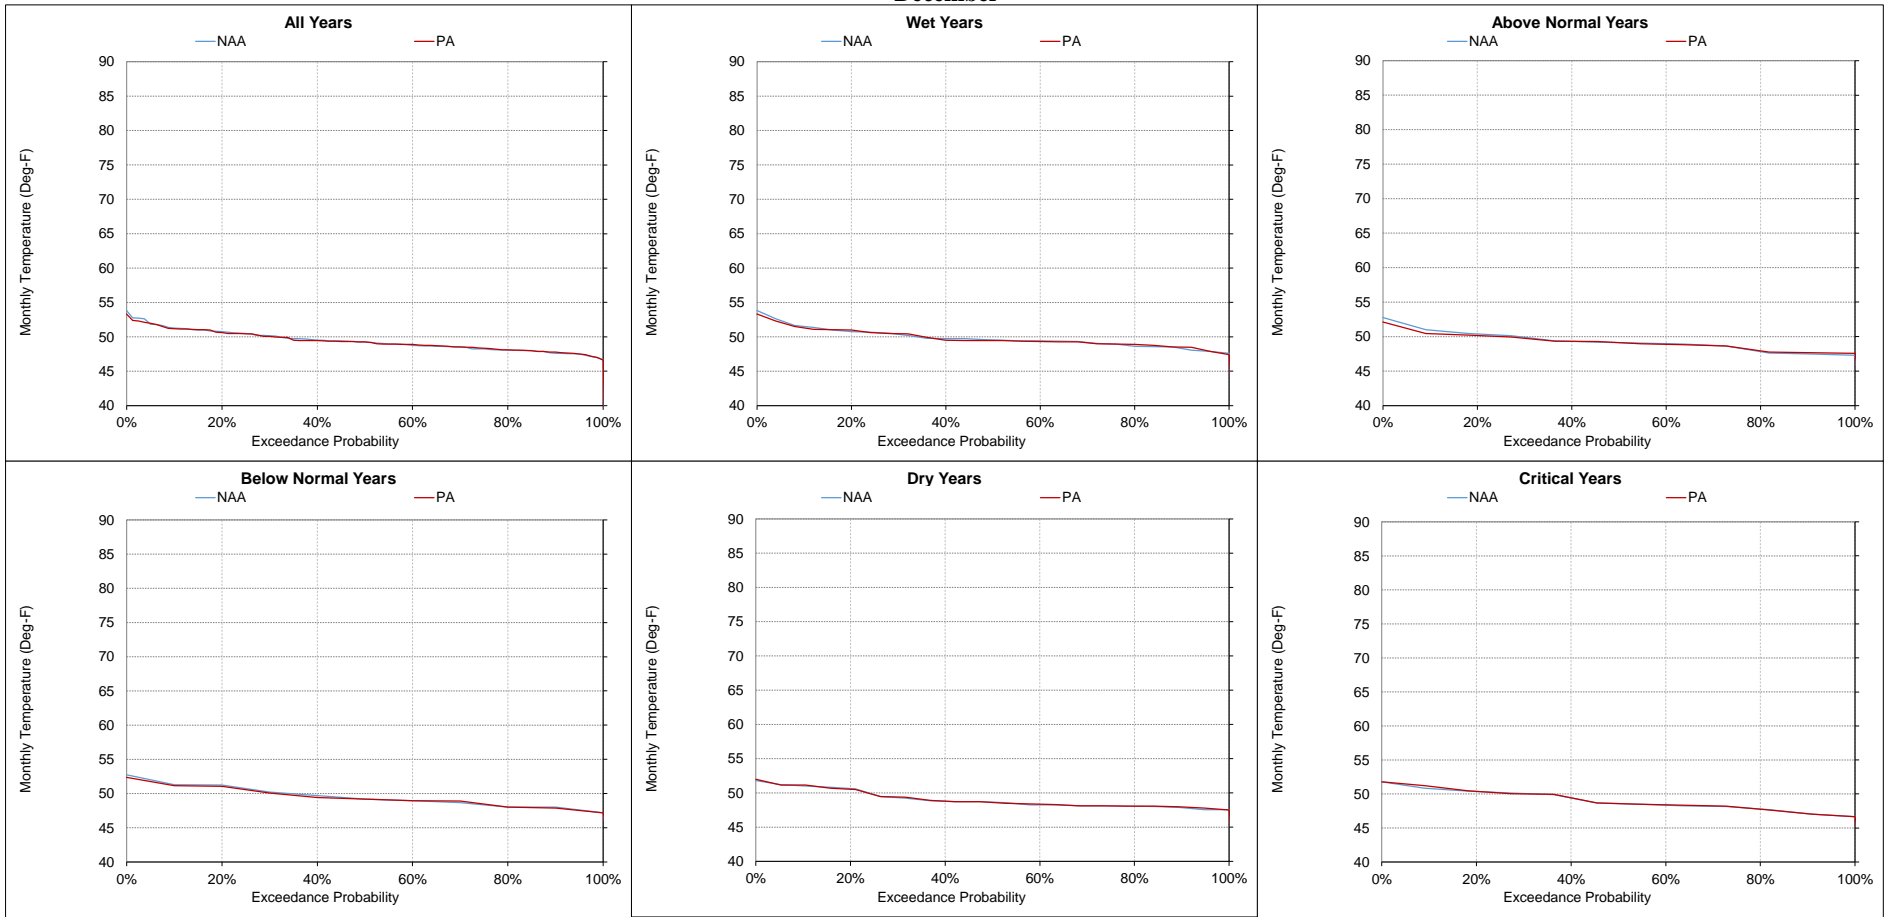 December
All Years
NAA PA
90
85
80
75
70
65
60
55
50
45
40
Monthly Temperature (Deg-F)
0% 20% 40% 60% 80% 100%
Exceedance Probability
Wet Years
NAA PA
90
85
80
75
70
65
60
55
50
45
40
Monthly Temperature (Deg-F)
0% 20% 40% 60% 80% 100%
Exceedance Probability
Above Normal Years
NAA PA
90
85
80
75
70
65
60
55
50
45
40
Monthly Temperature (Deg-F)
0% 20% 40% 60% 80% 100%
Exceedance Probability
Below Normal Years
NAA PA
90
85
80
75
70
65
60
55
50
45
40
Monthly Temperature (Deg-F)
0% 20% 40% 60% 80% 100%
Exceedance Probability
Dry Years
NAA PA
90
85
80
75
70
65
60
55
50
45
40
Monthly Temperature (Deg-F)
0% 20% 40% 60% 80% 100%
Exceedance Probability
Critical Years
NAA PA
90
85
80
75
70
65
60
55
50
45
40
Monthly Temperature (Deg-F)
0% 20% 40% 60% 80% 100%
Exceedance Probability